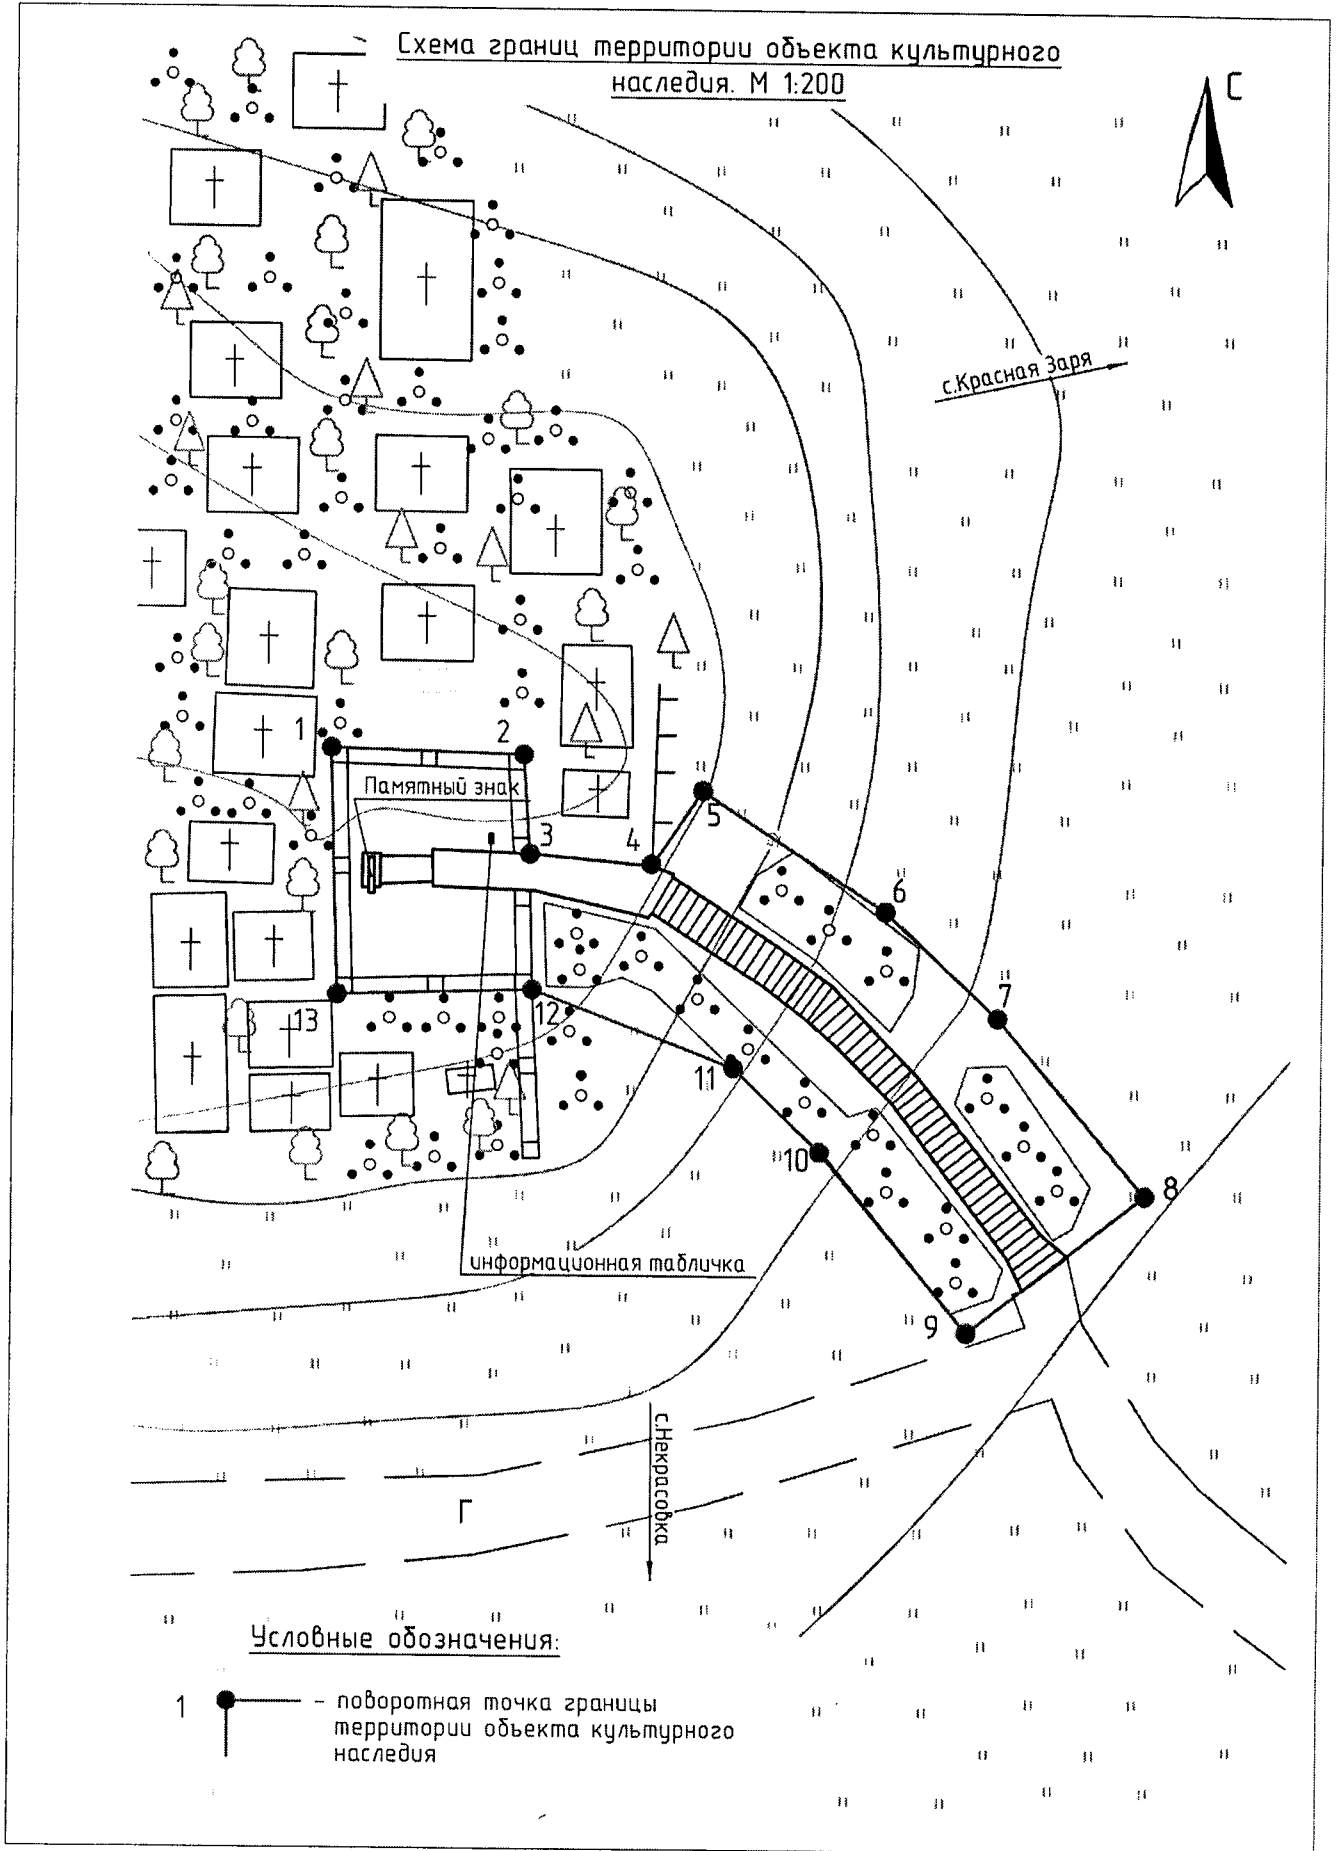 Схема границ территории объекта культурного
наследия. М 1:200
С
с.Красная Заря
1
2
Памятный знак
3
4
5
6
7
8
9
10
11
12
13
информационная табличка
с.Некрасовка
Г
Условные обозначения:
1 – поворотная точка границы
территории объекта культурного
наследия